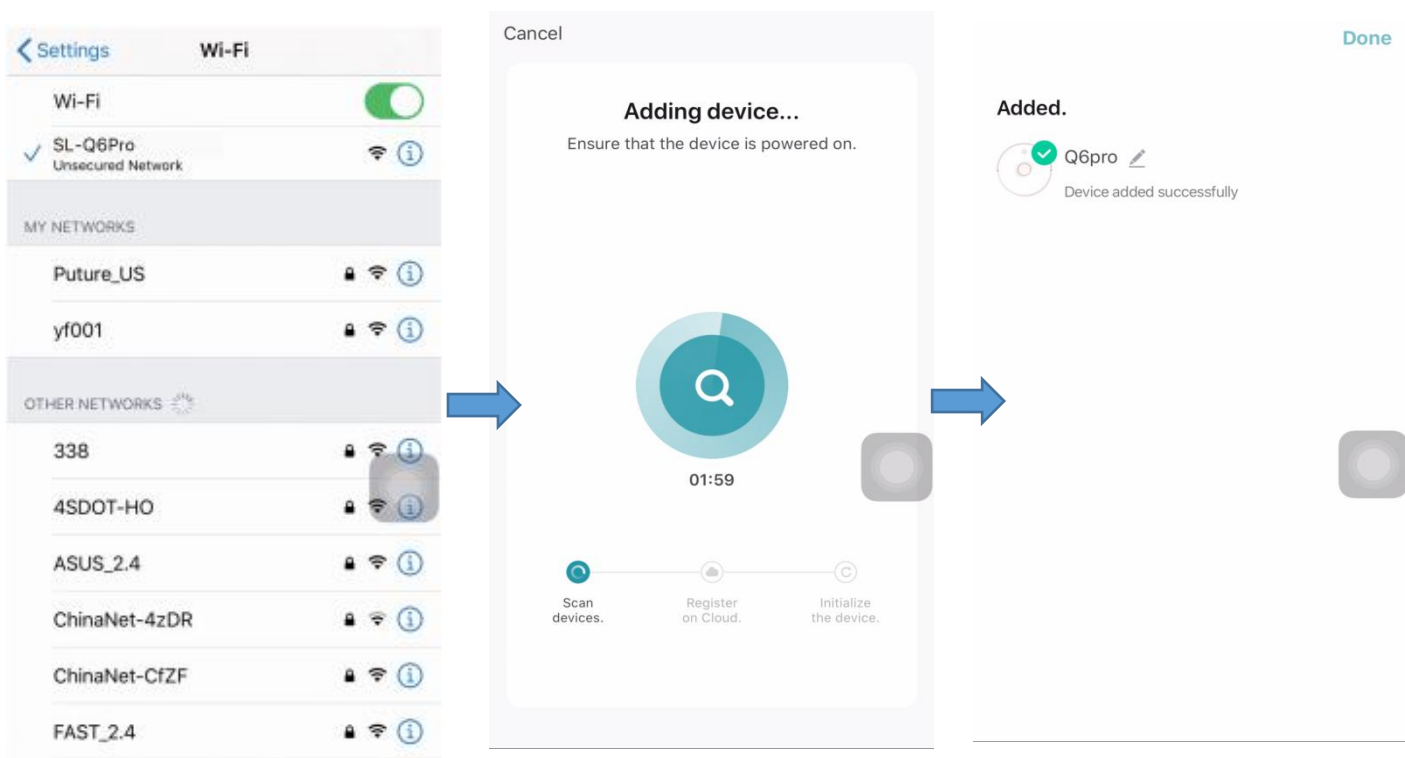 Settings
Wi-Fi
Wi-Fi
SL-Q6Pro
Unsecured Network
MY NETWORKS
Puture_US
yf001
OTHER NETWORKS
338
4SDOT-HO
ASUS_2.4
ChinaNet-4zDR
ChinaNet-CfZF
FAST_2.4
Cancel
Adding device...
Ensure that the device is powered on.
01:59
Scan
devices.
Register
on Cloud.
Initialize
the device.
Done
Added.
Q6pro
Device added successfully